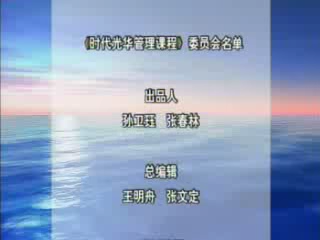 《时代光华管理课程》委员会名单
出品人
孙卫珏 张春林
总编辑
王明舟 张文定